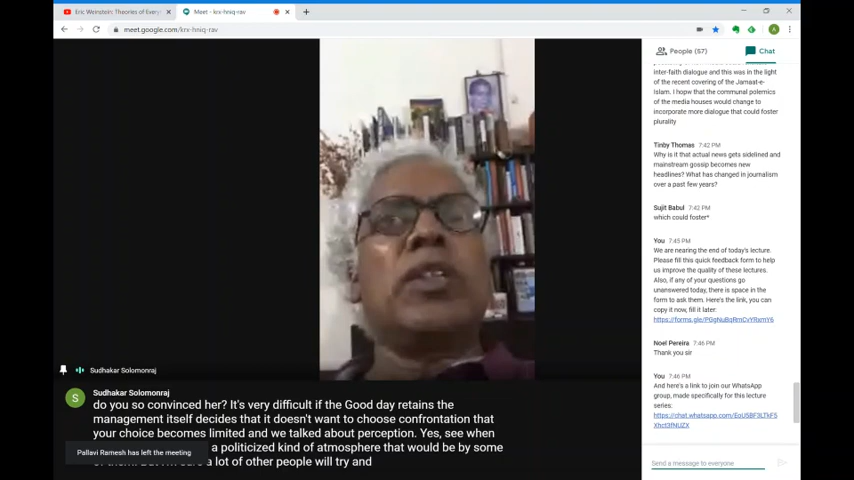 Eric Weinstein: Theories of Every
Meet - krx-hniq-rav
meet.google.com/krx-hniq-rav
People (57)
Chat
inter-faith dialogue and this was in the light
of the recent covering of the Jamaat-e-
Islam. I hopw that the communal polemics
of the media houses would change to
incorporate more dialogue that could foster
plurality
Tinby Thomas 7:42 PM
Why is it that actual news gets sidelined and
mainstream gossip becomes new
headlines? What has changed in journalism
over a past few years?
Sujit Babul 7:42 PM
which could foster*
You 7:45 PM
We are nearing the end of today's lecture.
Please fill this quick feedback form to help
us improve the quality of these lectures.
Also, if any of your questions go
unanswered today, there is space in the
form to ask them. Here's the link, you can
copy it now, fill it later:
https://forms.gle/PGgNuBqRmCvYRxmY6
Noel Pereira 7:46 PM
Thank you sir
You 7:46 PM
And here's a link to join our WhatsApp
group, made specifically for this lecture
series:
https://chat.whatsapp.com/EoU5BF3LTkF5
Xhct3fNUZX
Send a message to everyone
Sudhakar Solomonraj
S
Sudhakar Solomonraj
do you so convinced her? It's very difficult if the Good day retains the
management itself decides that it doesn't want to choose confrontation that
your choice becomes limited and we talked about perception. Yes, see when
a politicized kind of atmosphere that would be by some
a lot of other people will try and
Pallavi Ramesh has left the meeting